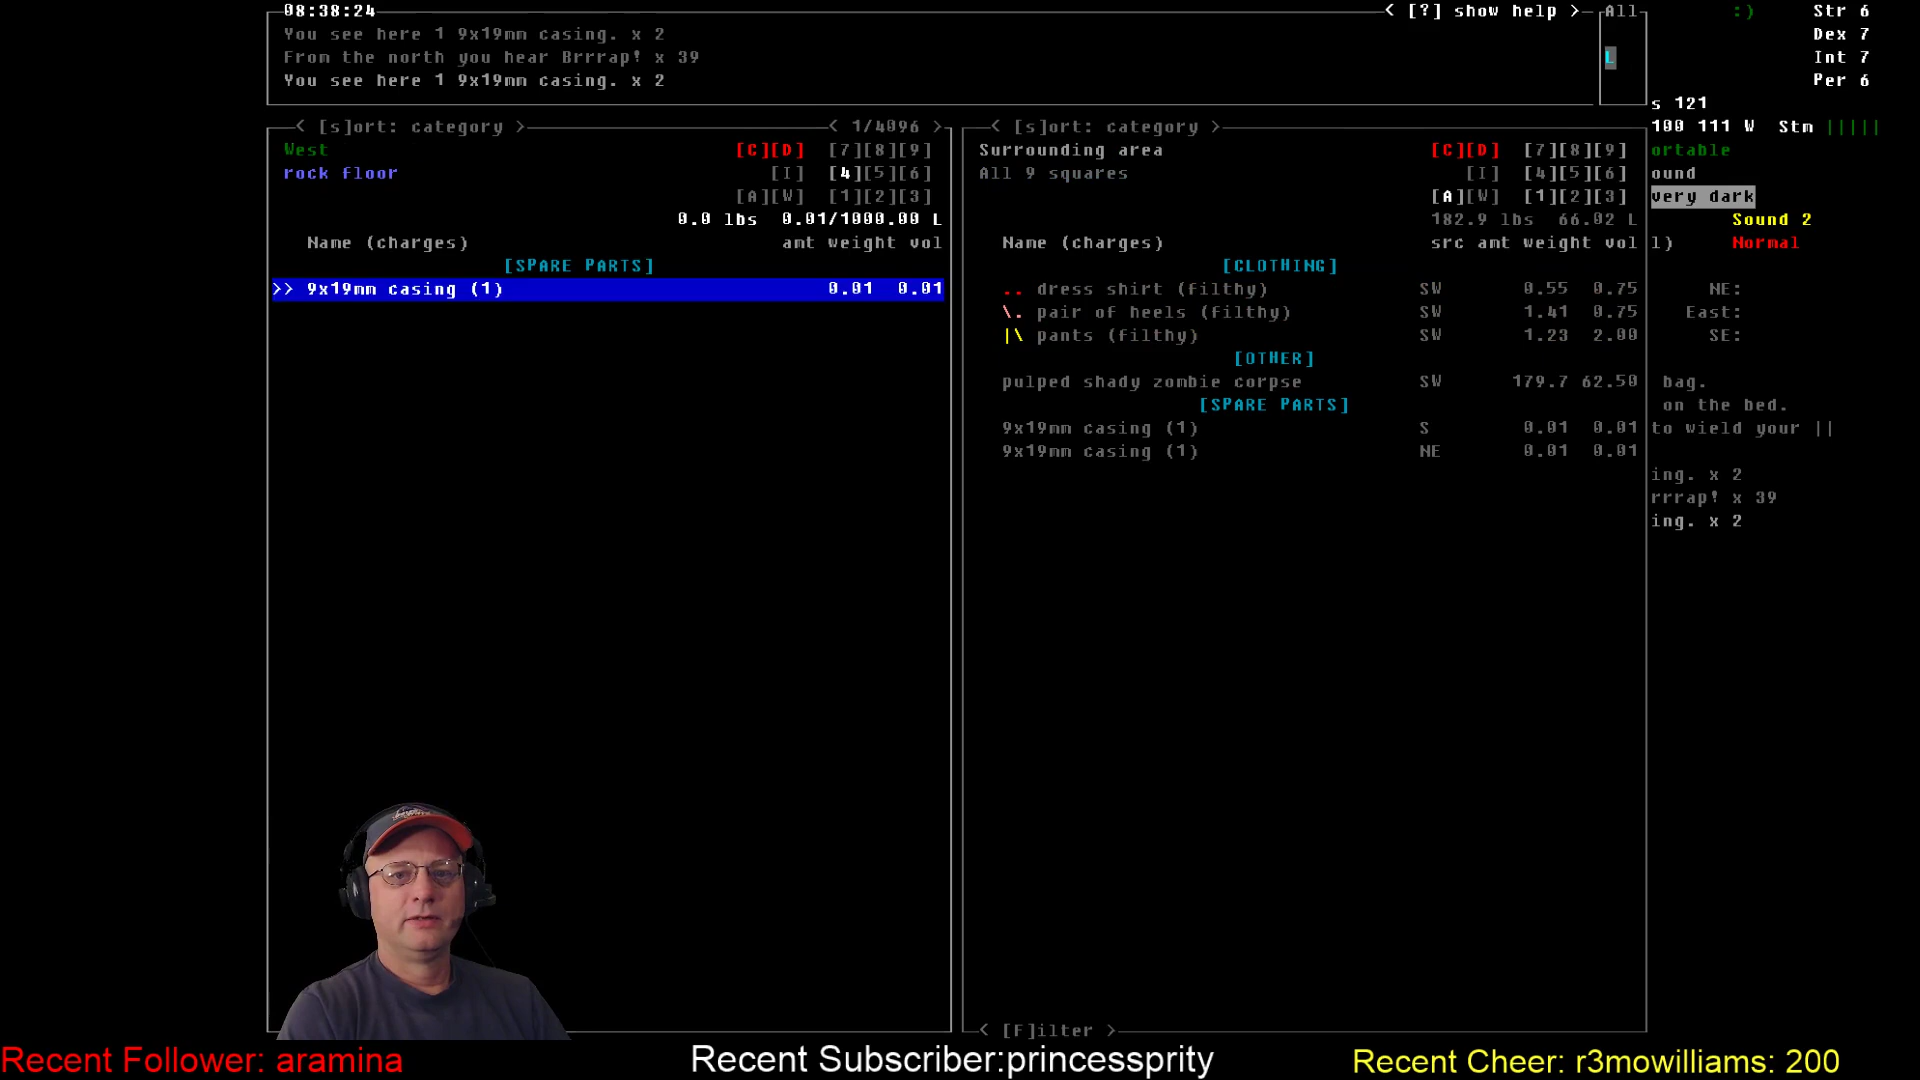 08:38:24 < [?] show help > All :) Str 6
You see here 1 9x19mm casing. x 2 Dex 7
From the north you hear Brrrap! x 39 L Int 7
You see here 1 9x19mm casing. x 2 Per 6
s 121
< [s]ort: category > < 1/4096 > < [s]ort: category > 100 111 W Stm |||||
West [C][D] [7][8][9] Surrounding area [C][D] [7][8][9] ortable
rock floor [I] [4][5][6] All 9 squares [I] [4][5][6] ound
[A][W] [1][2][3] [A][W] [1][2][3] very dark
0.0 lbs 0.01/1000.00 L 182.9 lbs 66.02 L Sound 2
Name (charges) amt weight vol Name (charges) src amt weight vol l) Normal
[SPARE PARTS] [CLOTHING]
>> 9x19mm casing (1) 0.01 0.01 .. dress shirt (filthy) SW 0.55 0.75 NE:
\. pair of heels (filthy) SW 1.41 0.75 East:
|\ pants (filthy) SW 1.23 2.00 SE:
[OTHER]
pulped shady zombie corpse SW 179.7 62.50 bag.
[SPARE PARTS] on the bed.
9x19mm casing (1) S 0.01 0.01 to wield your ||
9x19mm casing (1) NE 0.01 0.01
ing. x 2
rrrap! x 39
ing. x 2
< [F]ilter >
Recent Follower: aramina Recent Subscriber:princessprity Recent Cheer: r3mowilliams: 200